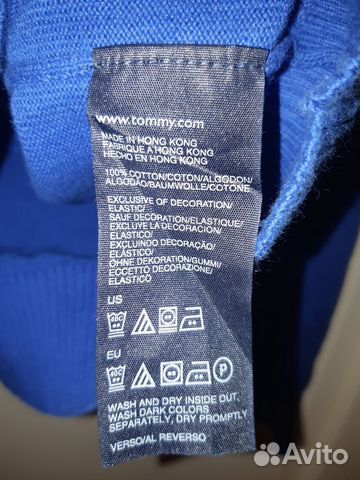 www.tommy.com
MADE IN HONG KONG
FABRIQUE A HONG KONG
HECHO EN HONG KONG
100% COTTON/COTON/ALGODON/
ALGODÃO/BAUMWOLLE/COTONE
EXCLUSIVE OF DECORATION/
ELASTIC/
SAUF DECORATION/ELASTIQUE/
EXCLUYE LA DECORACION/
ELASTICO/
EXCLUINDO DECORAÇÃO/
ELÁSTICO/
OHNE DEKORATION/GUMMI/
ECCETTO DECORAZIONE/
ELASTICO
US
EU
P
WASH AND DRY INSIDE OUT.
WASH DARK COLORS
SEPARATELY, DRY PROMPTLY
VERSO/AL REVERSO
Avito